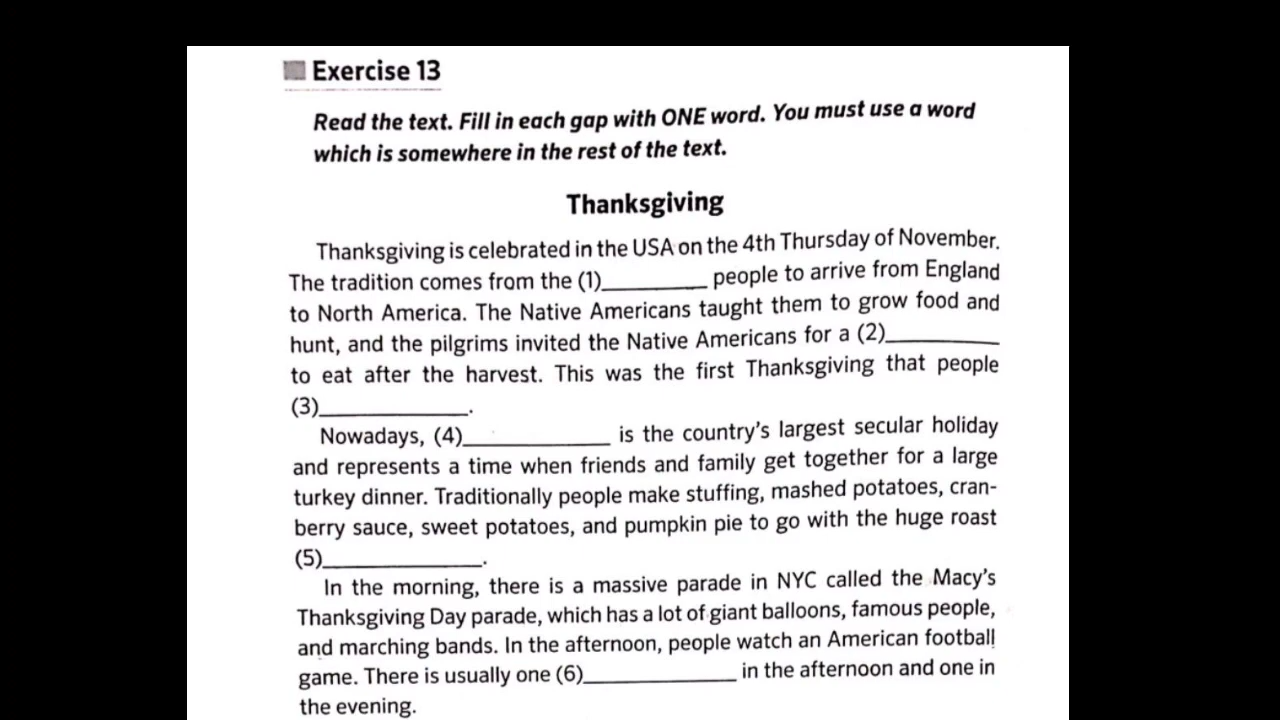 Exercise 13
Read the text. Fill in each gap with ONE word. You must use a word
which is somewhere in the rest of the text.
Thanksgiving
Thanksgiving is celebrated in the USA on the 4th Thursday of November.
The tradition comes from the (1)_________ people to arrive from England
to North America. The Native Americans taught them to grow food and
hunt, and the pilgrims invited the Native Americans for a (2)_________
to eat after the harvest. This was the first Thanksgiving that people
(3)____________.
Nowadays, (4)____________ is the country's largest secular holiday
and represents a time when friends and family get together for a large
turkey dinner. Traditionally people make stuffing, mashed potatoes, cran-
berry sauce, sweet potatoes, and pumpkin pie to go with the huge roast
(5)_____________.
In the morning, there is a massive parade in NYC called the Macy's
Thanksgiving Day parade, which has a lot of giant balloons, famous people,
and marching bands. In the afternoon, people watch an American football
game. There is usually one (6)____________ in the afternoon and one in
the evening.